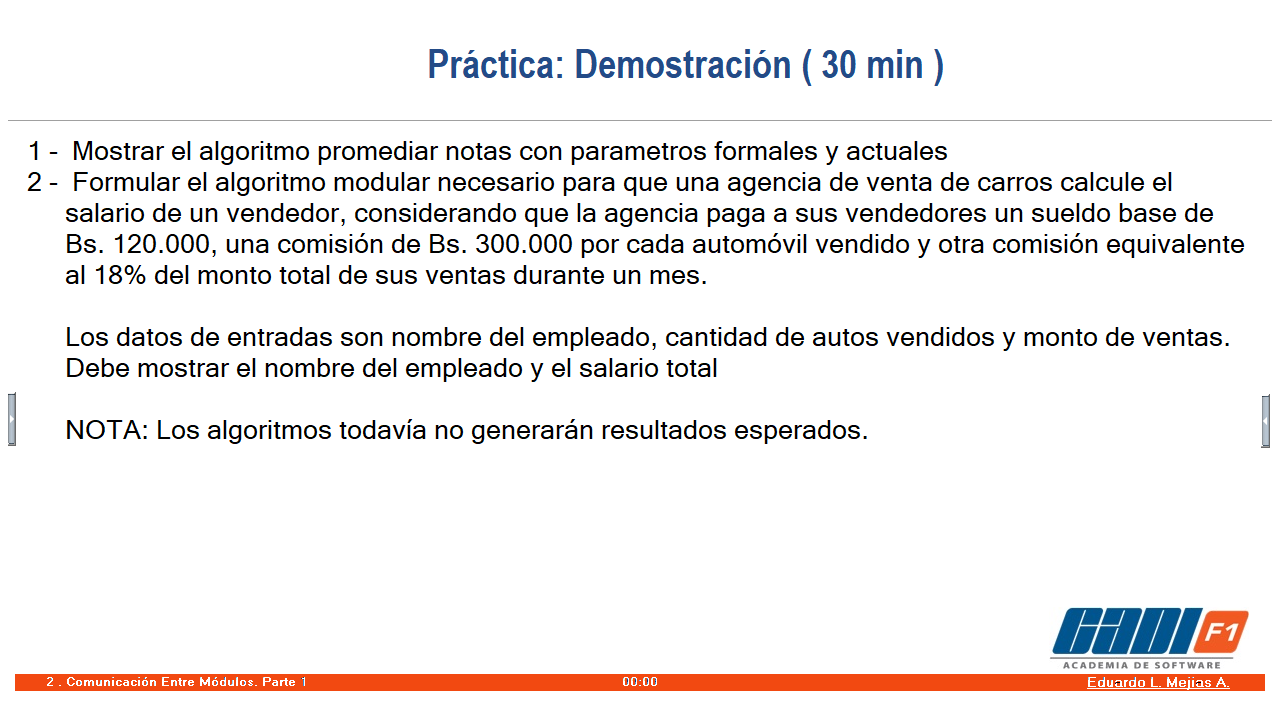 Práctica: Demostración ( 30 min )
1 - Mostrar el algoritmo promediar notas con parametros formales y actuales
2 - Formular el algoritmo modular necesario para que una agencia de venta de carros calcule el
salario de un vendedor, considerando que la agencia paga a sus vendedores un sueldo base de
Bs. 120.000, una comisión de Bs. 300.000 por cada automóvil vendido y otra comisión equivalente
al 18% del monto total de sus ventas durante un mes.
Los datos de entradas son nombre del empleado, cantidad de autos vendidos y monto de ventas.
Debe mostrar el nombre del empleado y el salario total
NOTA: Los algoritmos todavía no generarán resultados esperados.
CADI F1
ACADEMIA DE SOFTWARE
2 . Comunicación Entre Módulos. Parte 1
00:00
Eduardo L. Mejias A.